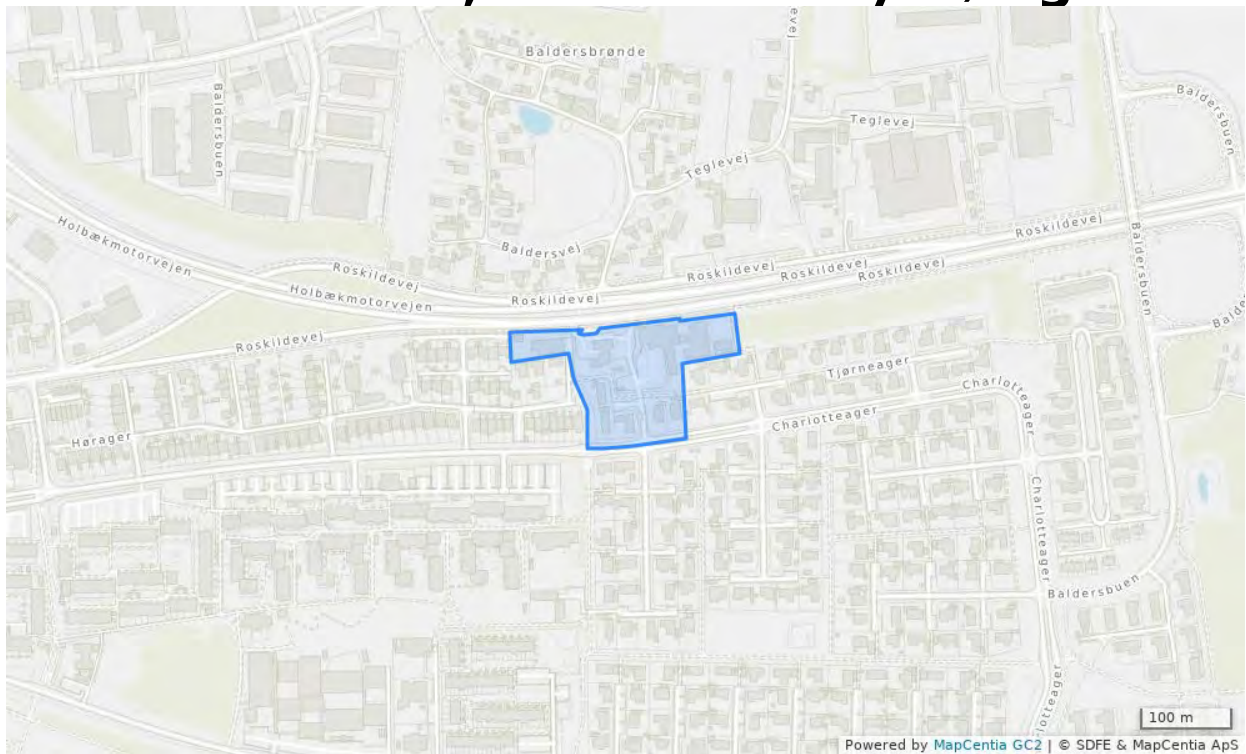 Baldersbrønde
Baldersbuen
Baldersbuen
Teglevej
Teglevej
Holbækmotorvejen
Baldersvej
Roskildevej
Roskildevej
Roskildevej
Roskildevej
Roskildevej
Baldersbuen
Holbækmotorvejen
Roskildevej
Roskildevej
Tjørneager
Charlotteager
Charlotteager
Hørager
Charlotteager
Baldersbuen
100 m
Powered by MapCentia GC2 | © SDFE & MapCentia ApS